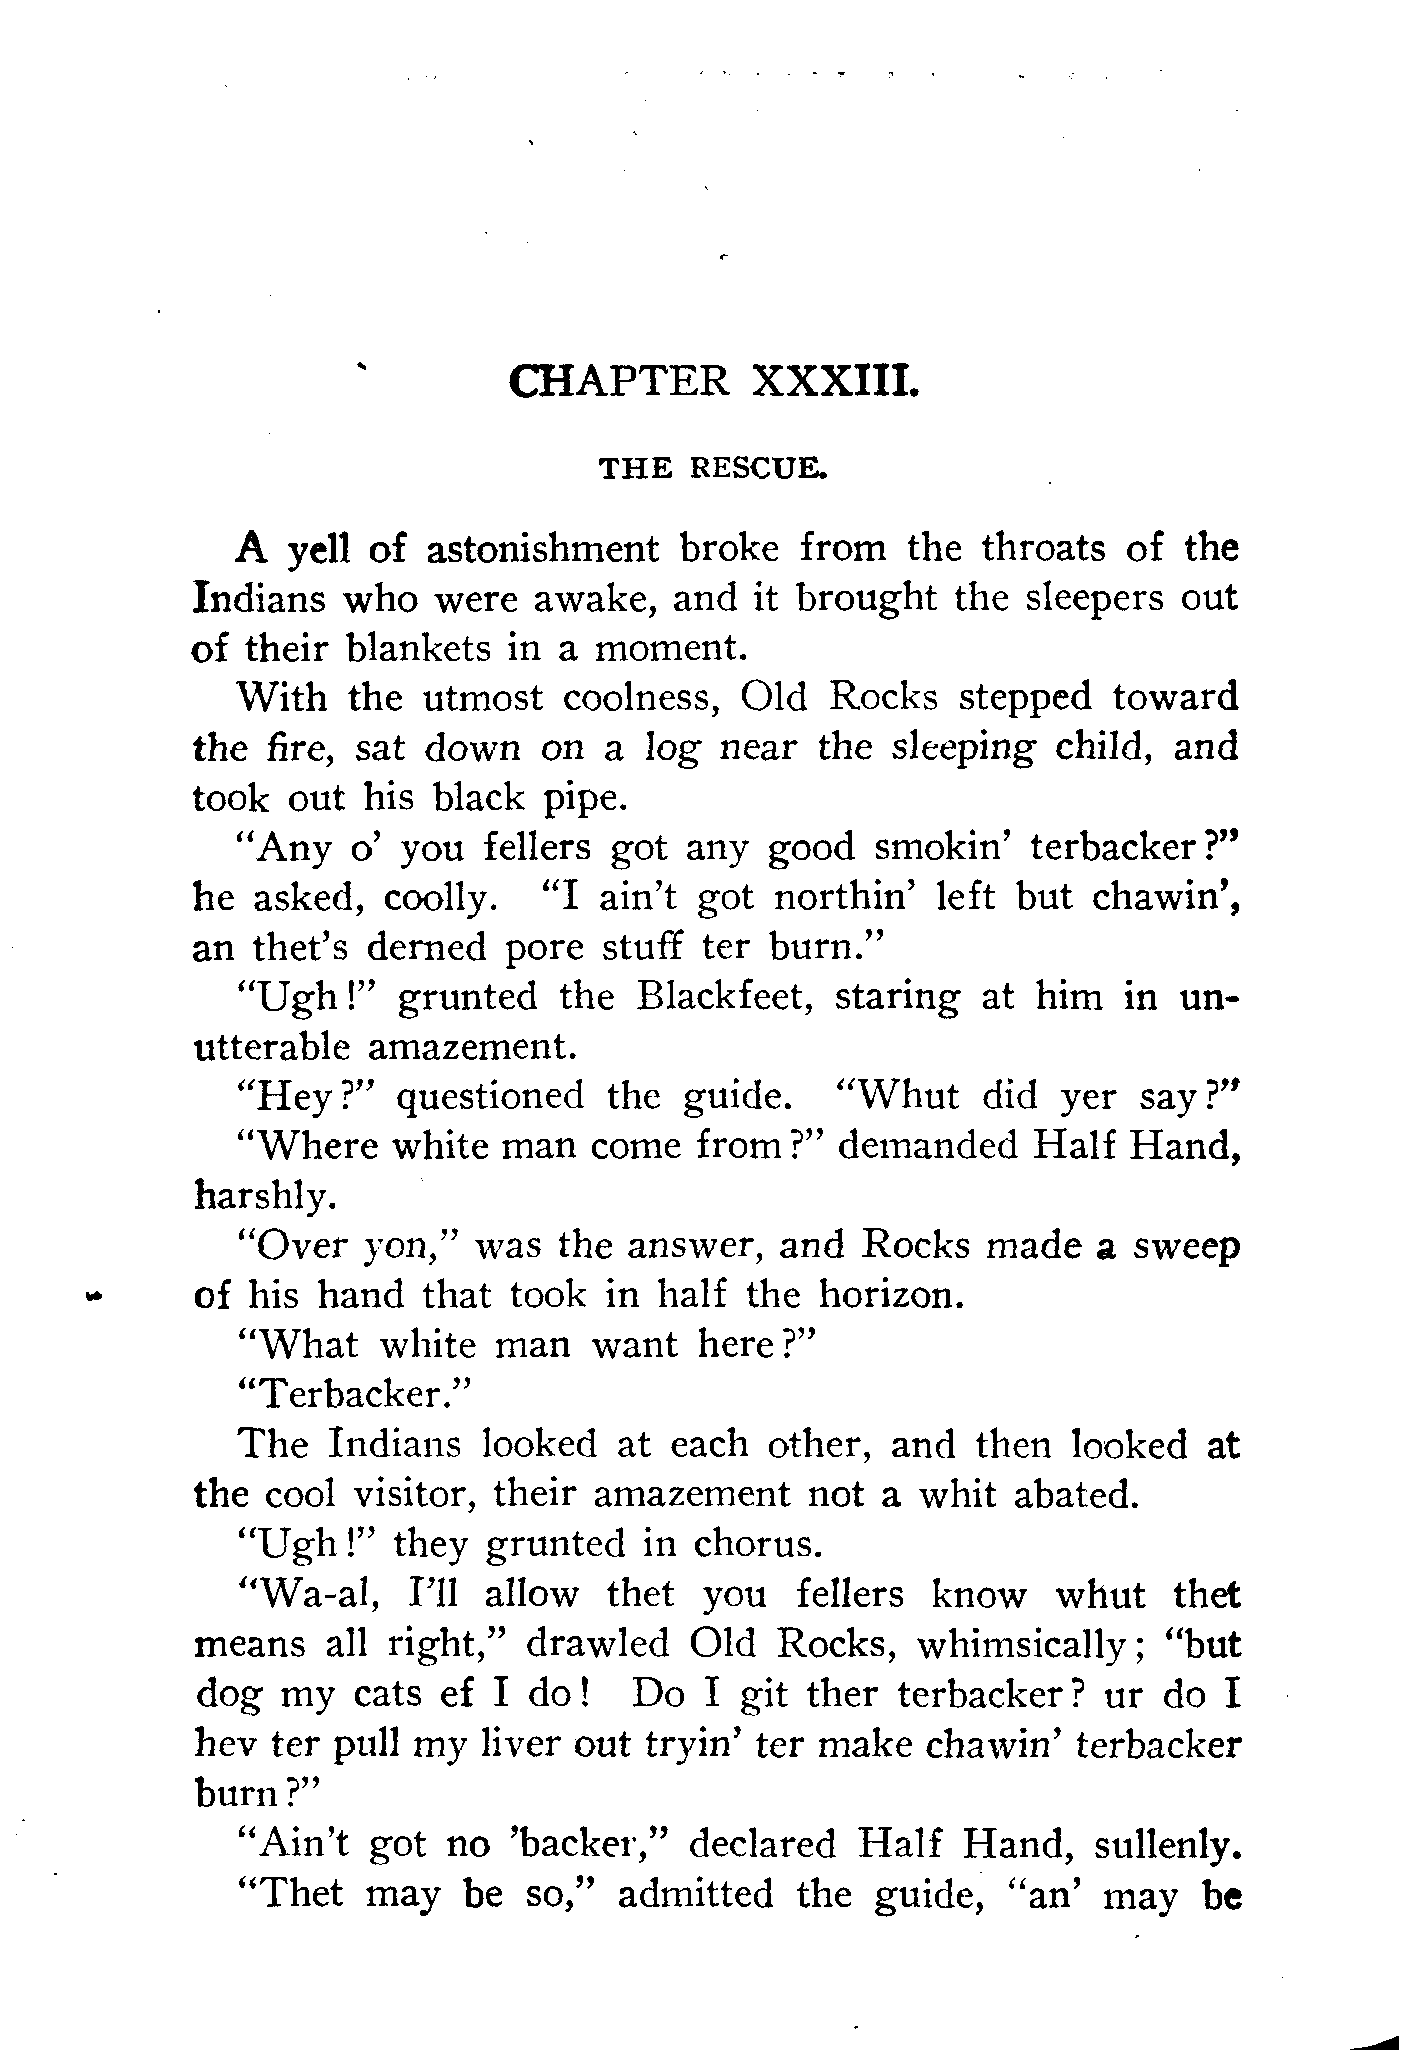 CHAPTER XXXIII.
THE RESCUE.
A yell of astonishment broke from the throats of the
Indians who were awake, and it brought the sleepers out
of their blankets in a moment.
With the utmost coolness, Old Rocks stepped toward
the fire, sat down on a log near the sleeping child, and
took out his black pipe.
"Any o' you fellers got any good smokin' terbacker?"
he asked, coolly. "I ain't got northin' left but chawin',
an thet's derned pore stuff ter burn."
"Ugh!" grunted the Blackfeet, staring at him in un-
utterable amazement.
"Hey?" questioned the guide. "Whut did yer say?"
"Where white man come from?" demanded Half Hand,
harshly.
"Over yon," was the answer, and Rocks made a sweep
of his hand that took in half the horizon.
"What white man want here?"
"Terbacker."
The Indians looked at each other, and then looked at
the cool visitor, their amazement not a whit abated.
"Ugh!" they grunted in chorus.
"Wa-al, I'll allow thet you fellers know whut thet
means all right," drawled Old Rocks, whimsically; "but
dog my cats ef I do! Do I git ther terbacker? ur do I
hev ter pull my liver out tryin' ter make chawin' terbacker
burn?"
"Ain't got no 'backer," declared Half Hand, sullenly.
"Thet may be so," admitted the guide, "an' may be